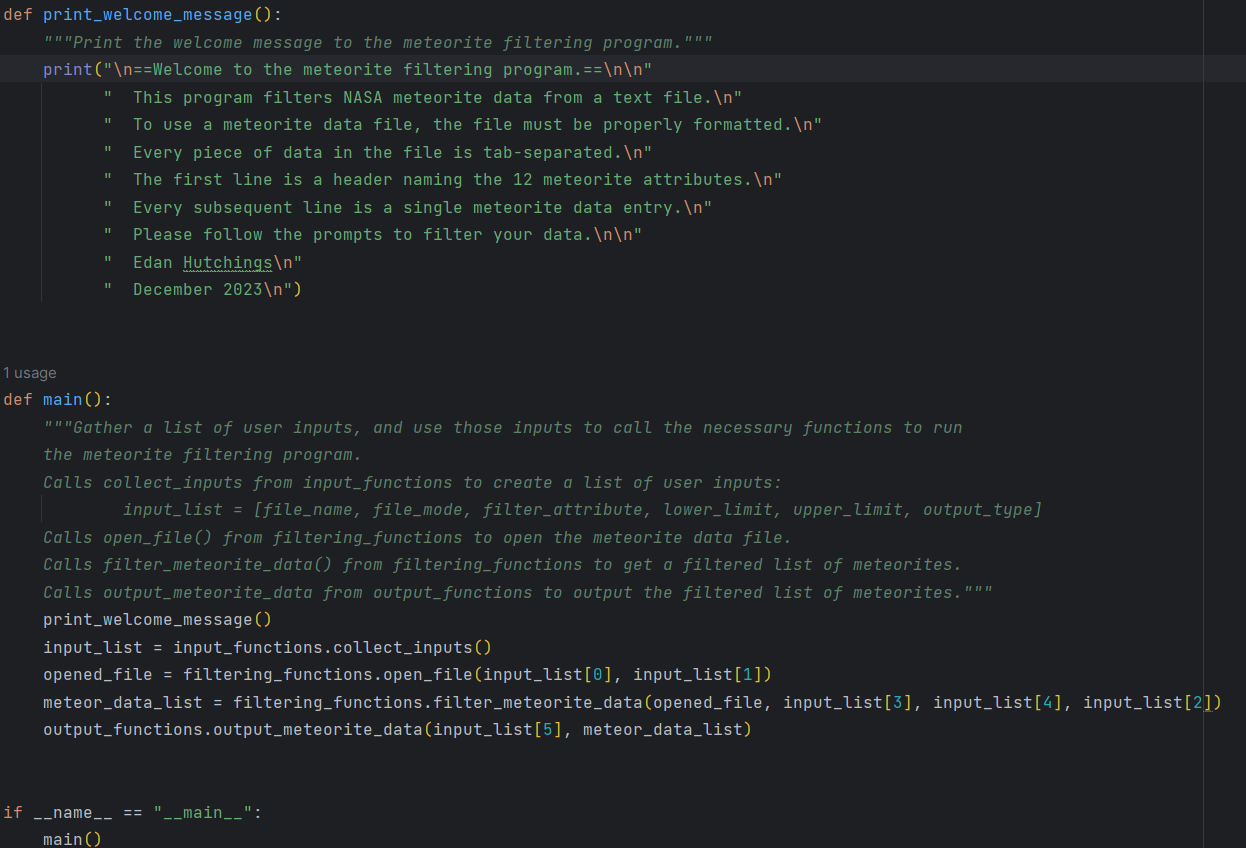 def print_welcome_message():
    """Print the welcome message to the meteorite filtering program."""
    print("\n==Welcome to the meteorite filtering program.==\n\n"
          "  This program filters NASA meteorite data from a text file.\n"
          "  To use a meteorite data file, the file must be properly formatted.\n"
          "  Every piece of data in the file is tab-separated.\n"
          "  The first line is a header naming the 12 meteorite attributes.\n"
          "  Every subsequent line is a single meteorite data entry.\n"
          "  Please follow the prompts to filter your data.\n\n"
          "  Edan Hutchings\n"
          "  December 2023\n")
1 usage
def main():
    """Gather a list of user inputs, and use those inputs to call the necessary functions to run
    the meteorite filtering program.
    Calls collect_inputs from input_functions to create a list of user inputs:
            input_list = [file_name, file_mode, filter_attribute, lower_limit, upper_limit, output_type]
    Calls open_file() from filtering_functions to open the meteorite data file.
    Calls filter_meteorite_data() from filtering_functions to get a filtered list of meteorites.
    Calls output_meteorite_data from output_functions to output the filtered list of meteorites."""
    print_welcome_message()
    input_list = input_functions.collect_inputs()
    opened_file = filtering_functions.open_file(input_list[0], input_list[1])
    meteor_data_list = filtering_functions.filter_meteorite_data(opened_file, input_list[3], input_list[4], input_list[2])
    output_functions.output_meteorite_data(input_list[5], meteor_data_list)
if __name__ == "__main__":
    main()